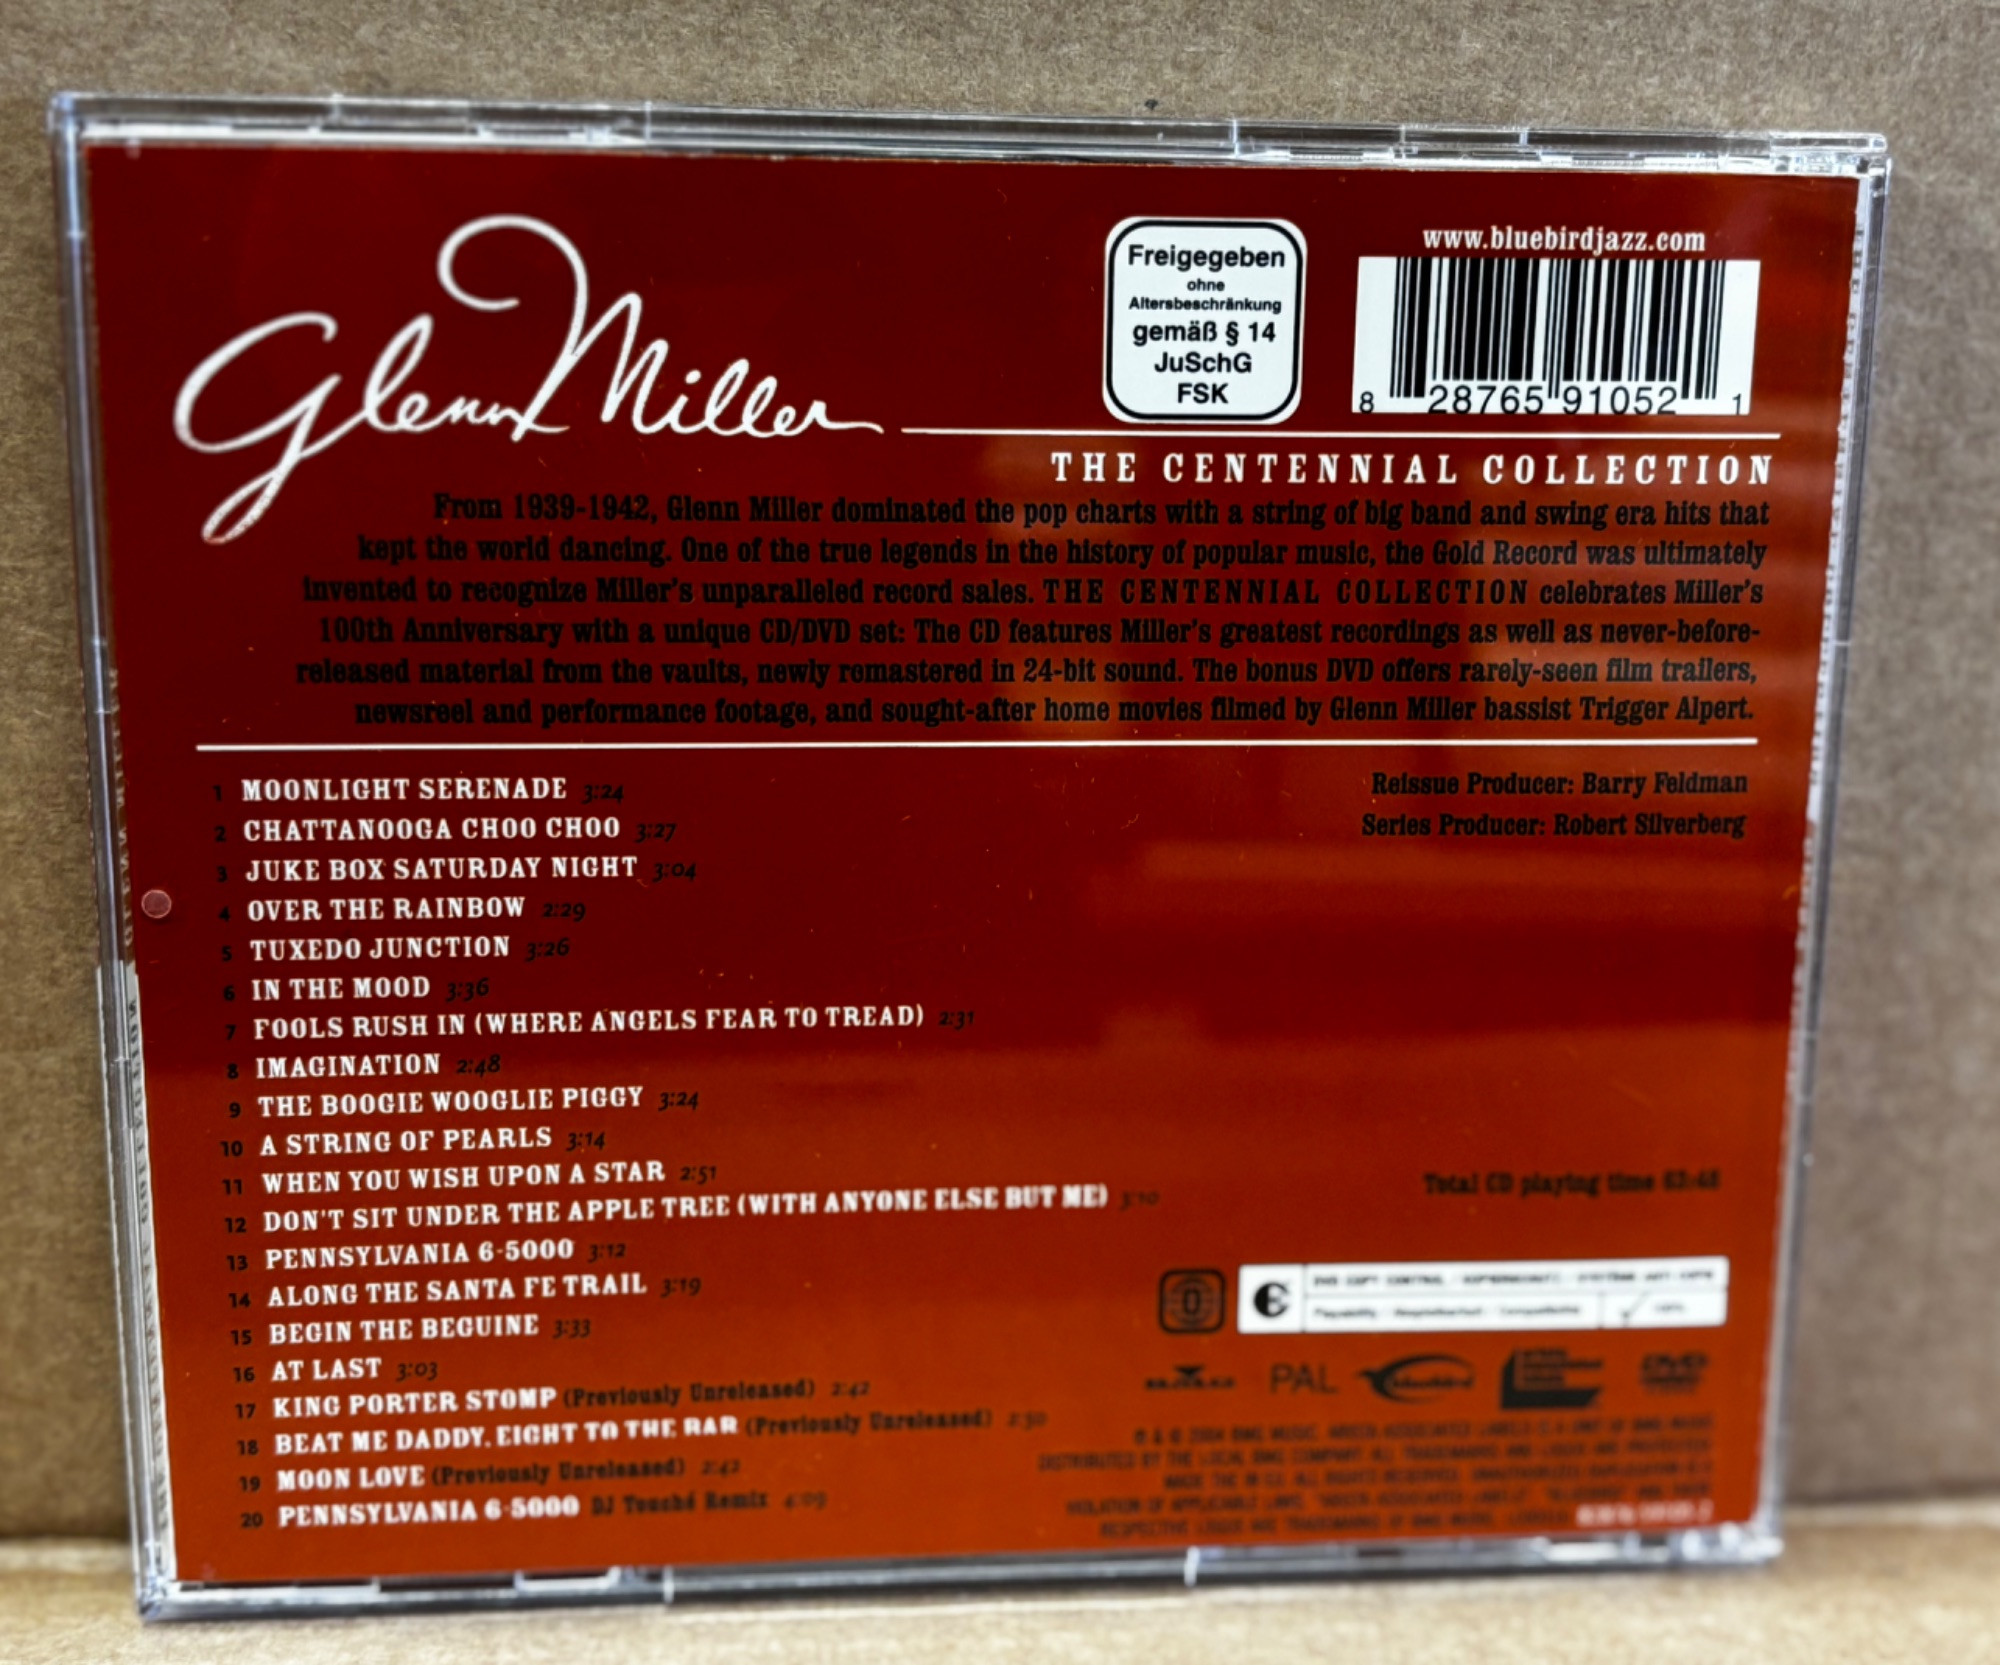 Glenn Miller
Freigegeben
ohne
Altersbeschränkung
gemäß § 14
JuSchG
FSK
www.bluebirdjazz.com
8 28765 91052 1
THE CENTENNIAL COLLECTION
From 1939-1942, Glenn Miller dominated the pop charts with a string of big band and swing era hits that
kept the world dancing. One of the true legends in the history of popular music, the Gold Record was ultimately
invented to recognize Miller's unparalleled record sales. THE CENTENNIAL COLLECTION celebrates Miller's
100th Anniversary with a unique CD/DVD set: The CD features Miller's greatest recordings as well as never-before-
released material from the vaults, newly remastered in 24-bit sound. The bonus DVD offers rarely-seen film trailers,
newsreel and performance footage, and sought-after home movies filmed by Glenn Miller bassist Trigger Alpert.
1 MOONLIGHT SERENADE 3:24
2 CHATTANOOGA CHOO CHOO 3:27
3 JUKE BOX SATURDAY NIGHT 3:04
4 OVER THE RAINBOW 2:29
5 TUXEDO JUNCTION 3:26
6 IN THE MOOD 3:36
7 FOOLS RUSH IN (WHERE ANGELS FEAR TO TREAD) 2:31
8 IMAGINATION 2:48
9 THE BOOGIE WOOGLIE PIGGY 3:24
10 A STRING OF PEARLS 3:14
11 WHEN YOU WISH UPON A STAR 2:51
12 DON'T SIT UNDER THE APPLE TREE (WITH ANYONE ELSE BUT ME) 3:10
13 PENNSYLVANIA 6-5000 3:12
14 ALONG THE SANTA FE TRAIL 3:19
15 BEGIN THE BEGUINE 3:33
16 AT LAST 3:03
17 KING PORTER STOMP (Previously Unreleased) 2:42
18 BEAT ME DADDY, EIGHT TO THE BAR (Previously Unreleased) 2:50
19 MOON LOVE (Previously Unreleased) 2:42
20 PENNSYLVANIA 6-5000 DJ Touché Remix 4:09
Reissue Producer: Barry Feldman
Series Producer: Robert Silverberg
Total CD playing time
0
PAL
bluebird
DVD